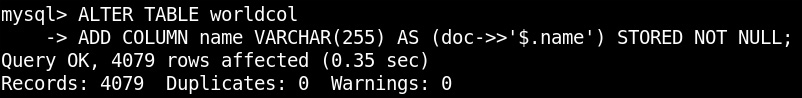 mysql> ALTER TABLE worldcol
    -> ADD COLUMN name VARCHAR(255) AS (doc->>'$.name') STORED NOT NULL;
Query OK, 4079 rows affected (0.35 sec)
Records: 4079  Duplicates: 0  Warnings: 0